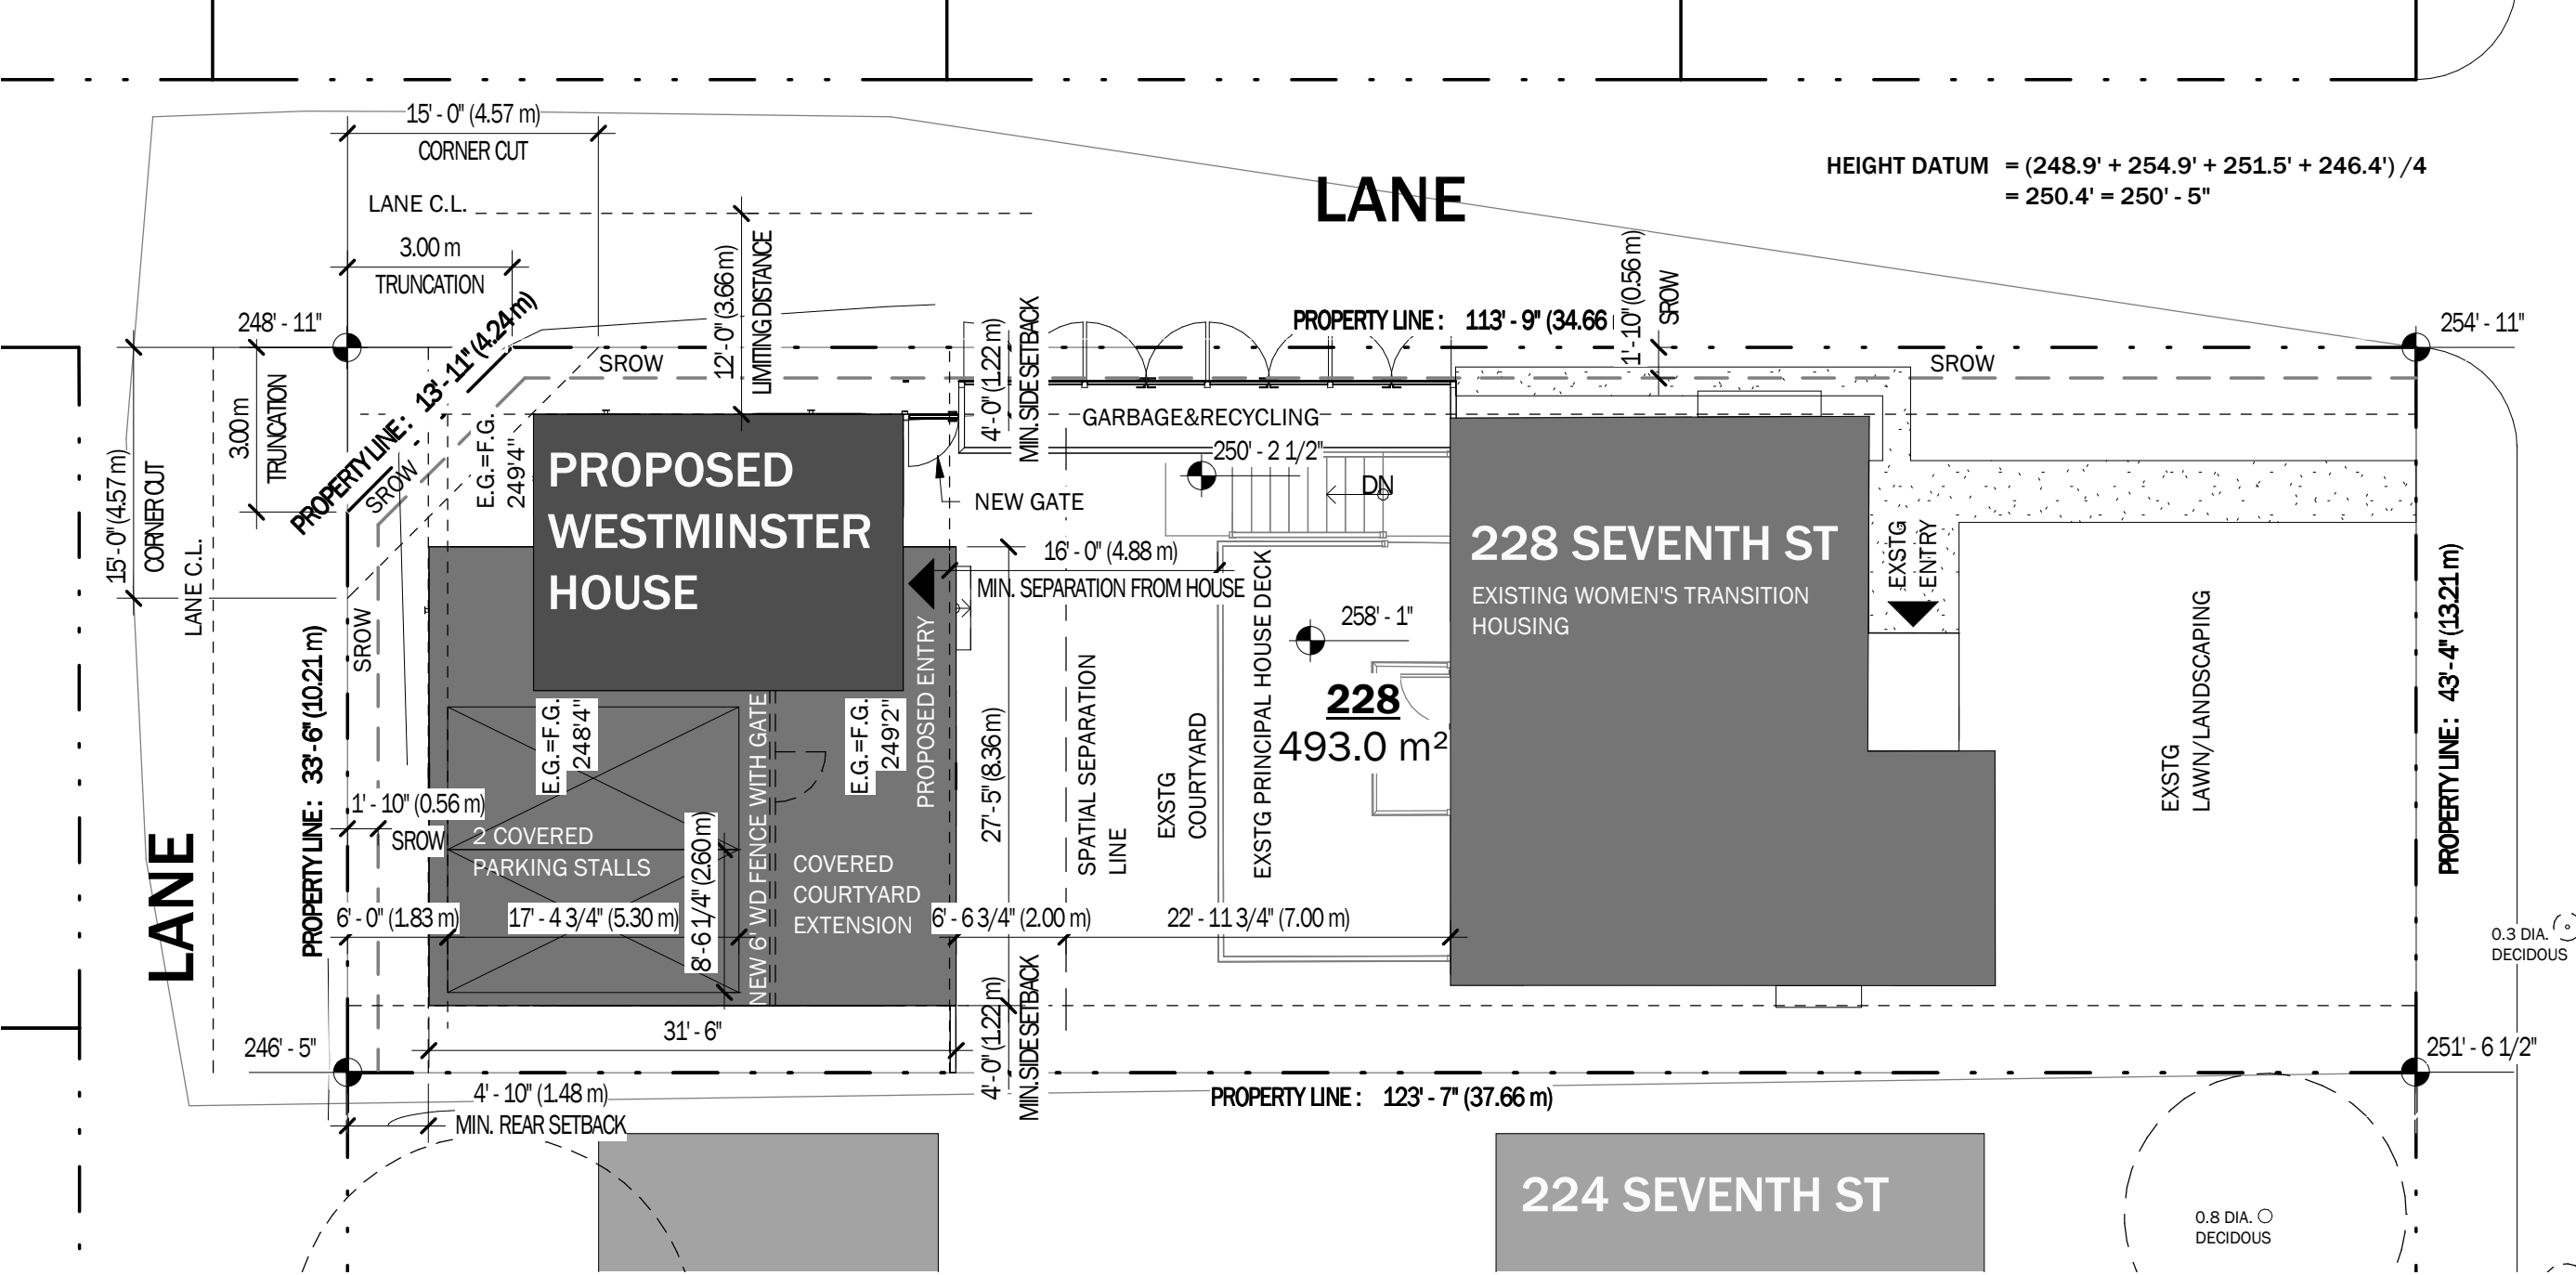 15' - 0" (4.57 m)
CORNER CUT
LANE C.L.
3.00 m
TRUNCATION
12'- 0" (3.66 m)
LIMITING DISTANCE
LANE
HEIGHT DATUM = (248.9' + 254.9' + 251.5' + 246.4') /4
= 250.4' = 250' - 5"
248' - 11"
PROPERTY LINE : 13' - 11" (4.24 m)
SROW
SROW
4'- 0" (1.22 m)
MIN. SIDE SETBACK
PROPERTY LINE : 113' - 9" (34.66
1' - 10" (0.56 m)
SROW
SROW
254' - 11"
15'- 0" (4.57 m)
CORNER CUT
3.00 m
TRUNCATION
LANE C.L.
E.G.=F.G.
249'4"
GARBAGE&RECYCLING
250' - 2 1/2"
DN
NEW GATE
PROPOSED
WESTMINSTER
HOUSE
16' - 0" (4.88 m)
MIN. SEPARATION FROM HOUSE
228 SEVENTH ST
EXISTING WOMEN'S TRANSITION
HOUSING
EXSTG
ENTRY
258' - 1"
228
493.0 m²
SROW
PROPERTY LINE : 33'- 6" (10.21 m)
1' - 10" (0.56 m)
SROW
E.G.=F.G.
248'4"
E.G.=F.G.
249'2"
PROPOSED ENTRY
NEW 6' WD FENCE WITH GATE
2 COVERED
PARKING STALLS
8'- 6 1/4" (2.60 m)
COVERED
COURTYARD
EXTENSION
27'- 5" (8.36 m)
SPATIAL SEPARATION
LINE
EXSTG
COURTYARD
EXSTG PRINCIPAL HOUSE DECK
EXSTG
LAWN/LANDSCAPING
PROPERTY LINE : 43'- 4" (13.21 m)
LANE
6' - 0" (1.83 m)
17' - 4 3/4" (5.30 m)
6' - 6 3/4" (2.00 m)
22' - 11 3/4" (7.00 m)
0.3 DIA.
DECIDOUS
31' - 6"
4'- 0" (1.22 m)
MIN. SIDE SETBACK
246' - 5"
251' - 6 1/2"
4' - 10" (1.48 m)
MIN. REAR SETBACK
PROPERTY LINE : 123' - 7" (37.66 m)
224 SEVENTH ST
0.8 DIA.
DECIDOUS